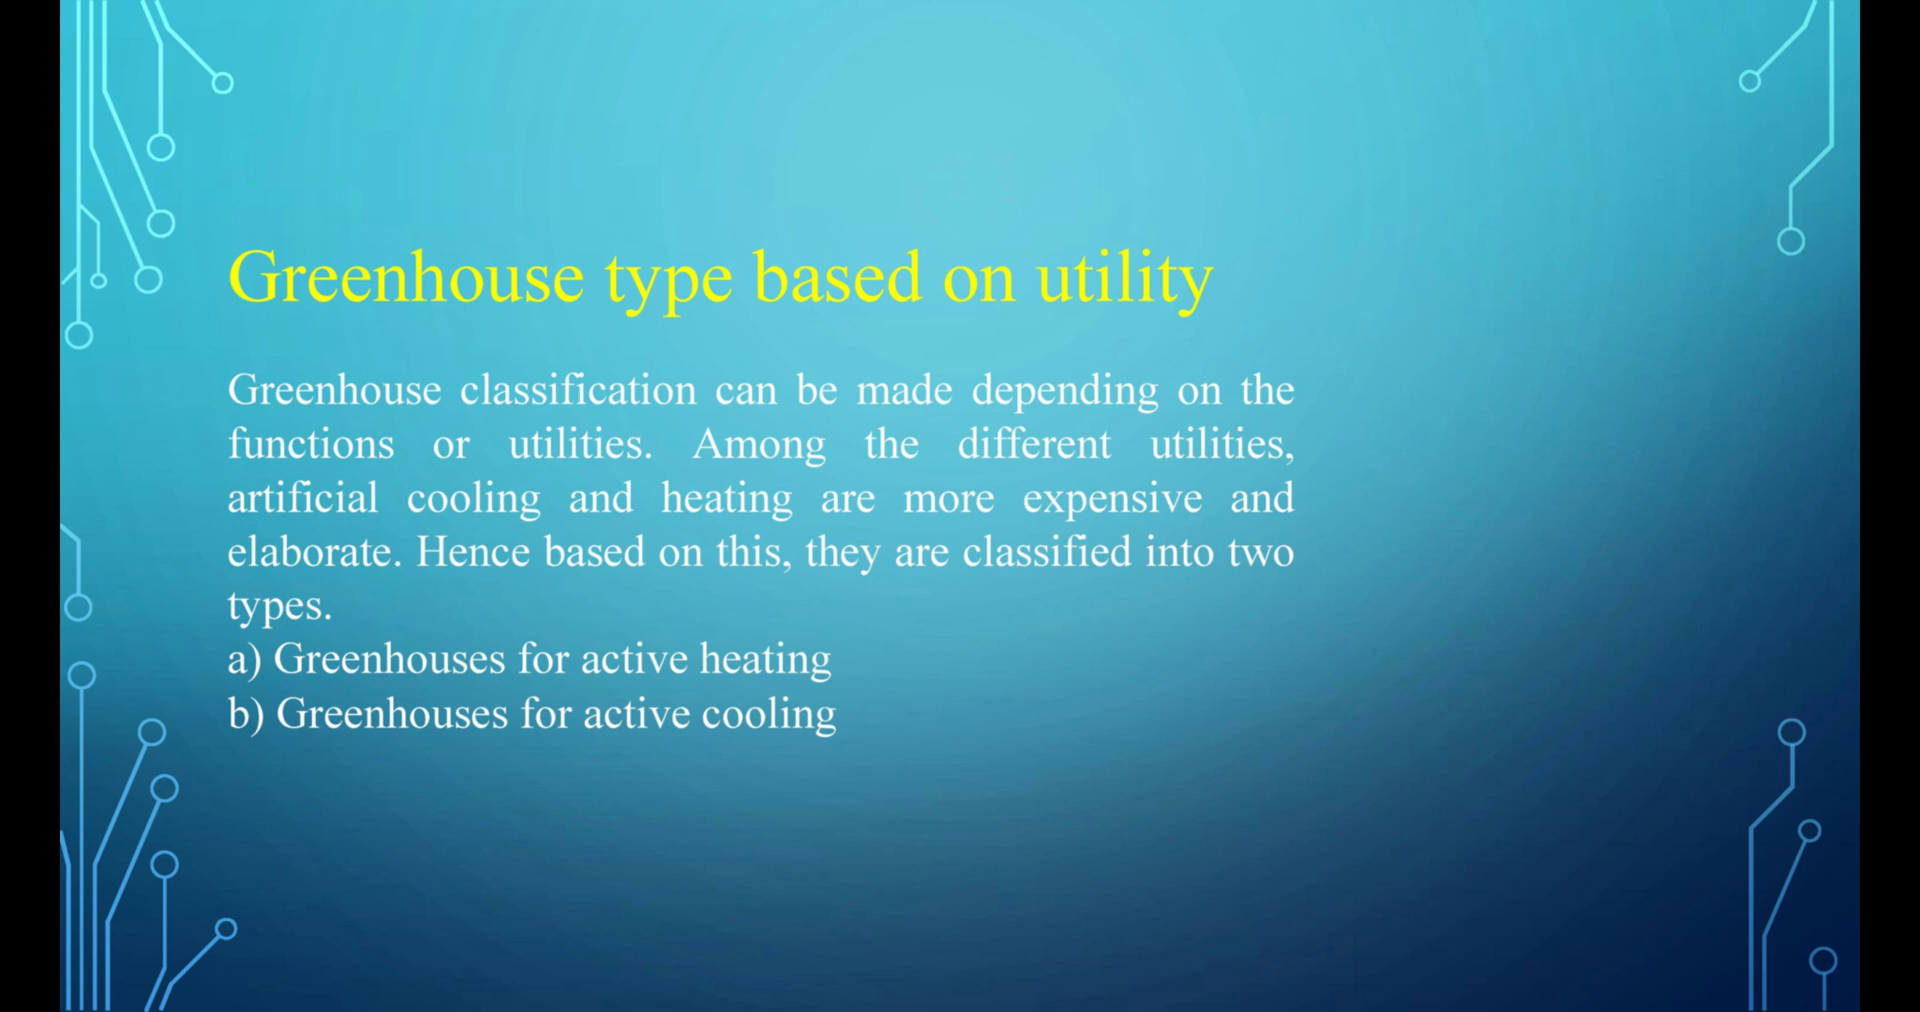 Greenhouse type based on utility
Greenhouse classification can be made depending on the
functions or utilities. Among the different utilities,
artificial cooling and heating are more expensive and
elaborate. Hence based on this, they are classified into two
types.
a) Greenhouses for active heating
b) Greenhouses for active cooling